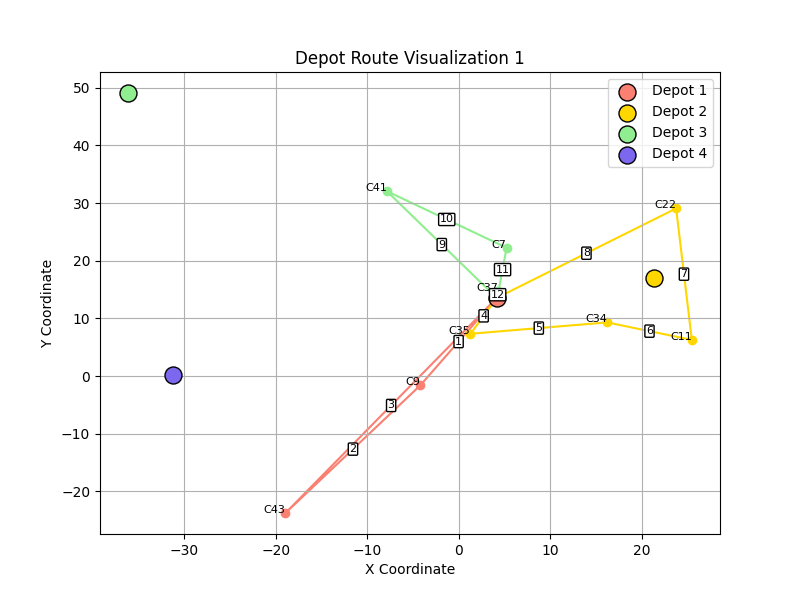 Depot Route Visualization 1
Depot 1
Depot 2
Depot 3
Depot 4
50
40
30
20
10
0
−10
−20
Y Coordinate
C41
C22
10
9
C7
8
11
7
C37
12
4
C35
1
5
C34
6
C11
C9
3
2
C43
−30
−20
−10
0
10
20
X Coordinate